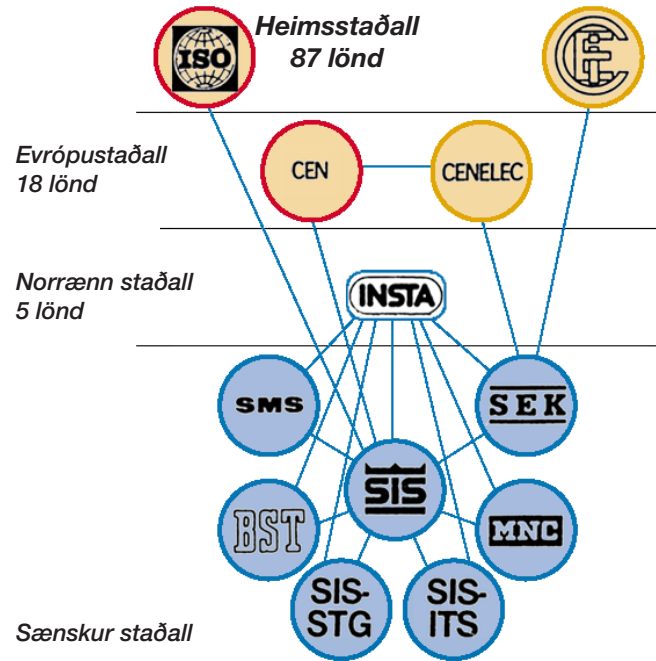 ISO
Heimsstaðall
87 lönd
Evrópustaðall
18 lönd
CEN
CENELEC
Norrænn staðall
5 lönd
INSTA
SMS
SEK
SIS
BST
MNC
SIS-
STG
SIS-
ITS
Sænskur staðall